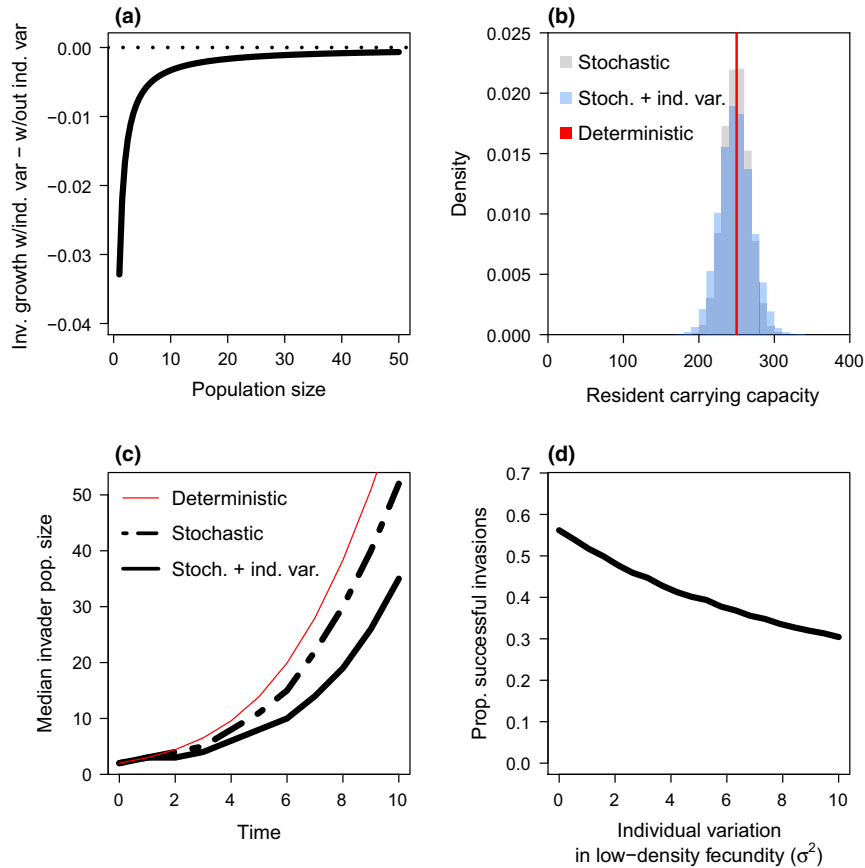 (a)
Inv. growth w/ind. var − w/out ind. var
0.00
−0.01
−0.02
−0.03
−0.04
0 10 20 30 40 50
Population size
(b)
Density
0.025
0.020
0.015
0.010
0.005
0.000
Stochastic
Stoch. + ind. var.
Deterministic
0 100 200 300 400
Resident carrying capacity
(c)
Median invader pop. size
50
40
30
20
10
0
Deterministic
Stochastic
Stoch. + ind. var.
0 2 4 6 8 10
Time
(d)
Prop. successful invasions
0.7
0.6
0.5
0.4
0.3
0.2
0.1
0.0
0 2 4 6 8 10
Individual variation
in low−density fecundity (σ²)